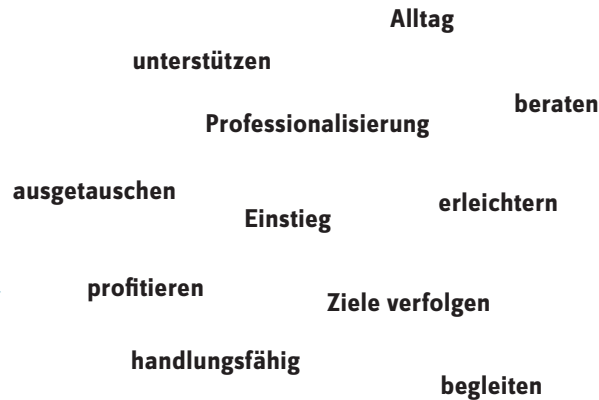 Alltag
unterstützen
beraten
Professionalisierung
ausgetauschen
erleichtern
Einstieg
profitieren
Ziele verfolgen
handlungsfähig
begleiten